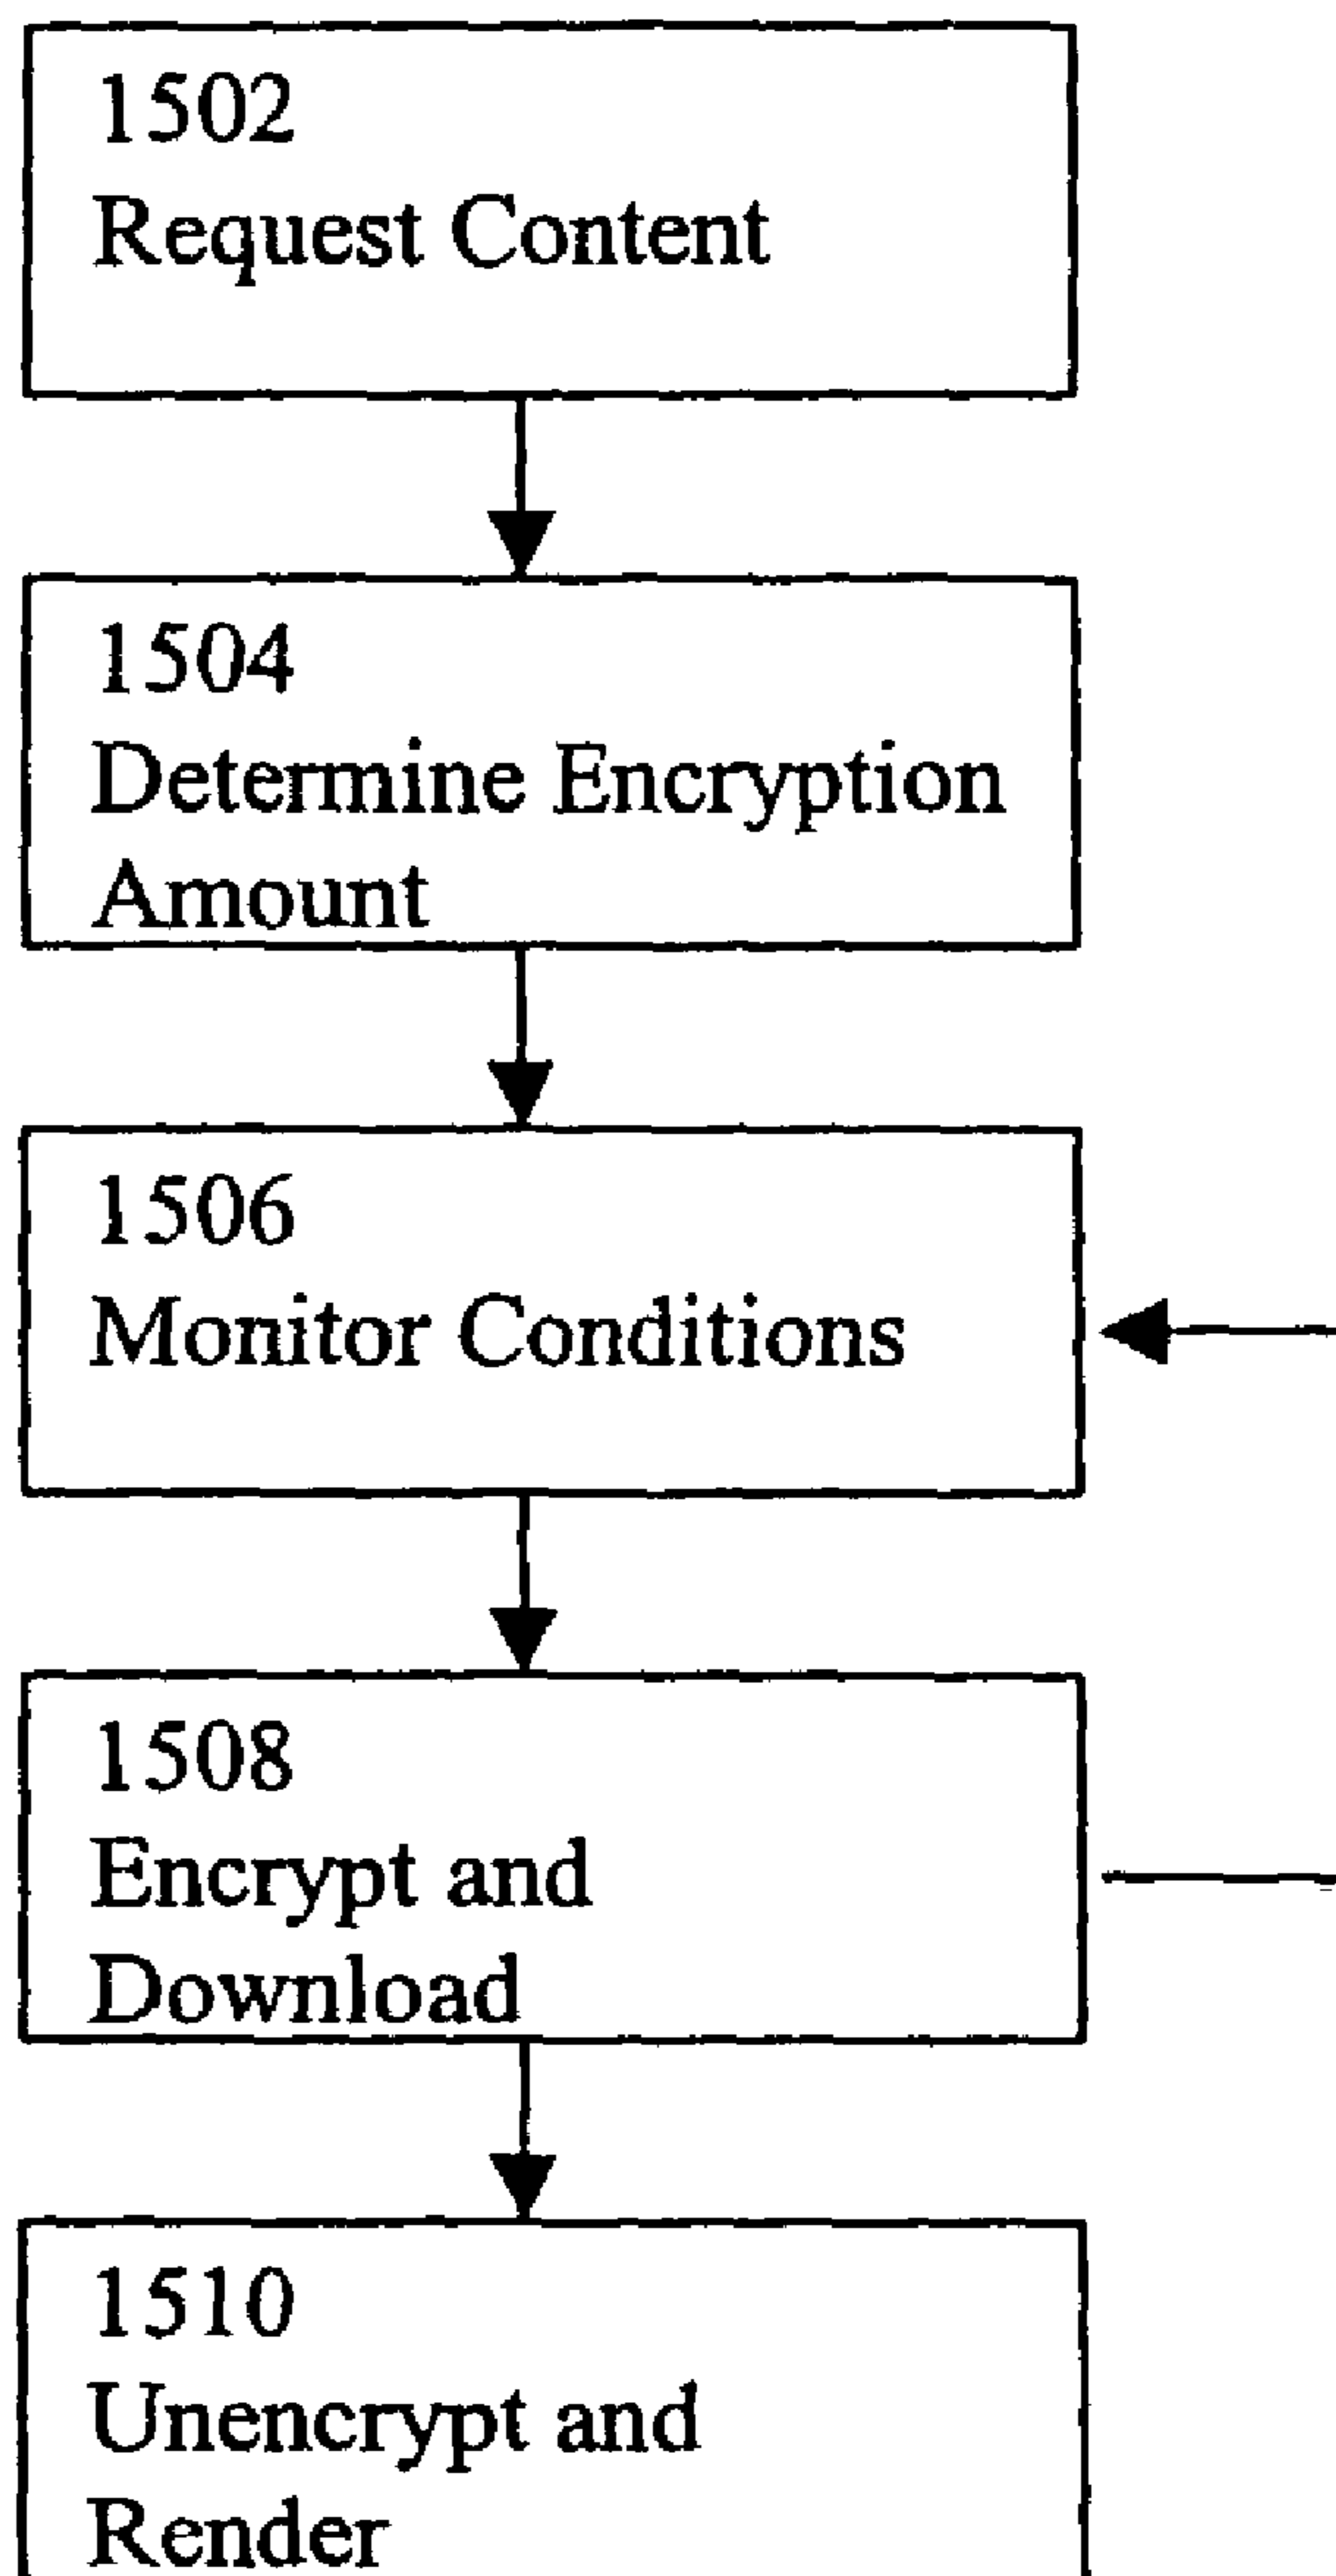 1502
Request Content
1504
Determine Encryption
Amount
1506
Monitor Conditions
1508
Encrypt and
Download
1510
Unencrypt and
Render